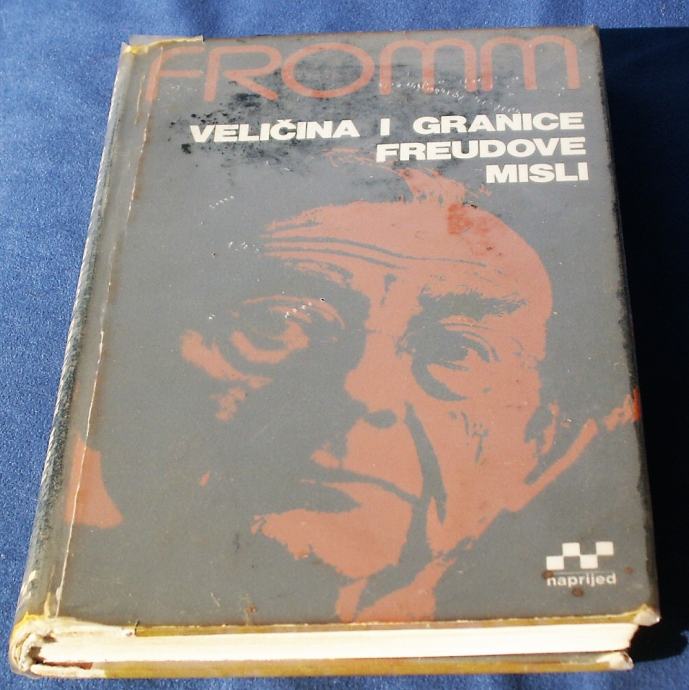 FROMM
VELIČINA I GRANICE
FREUDOVE
MISLI
naprijed